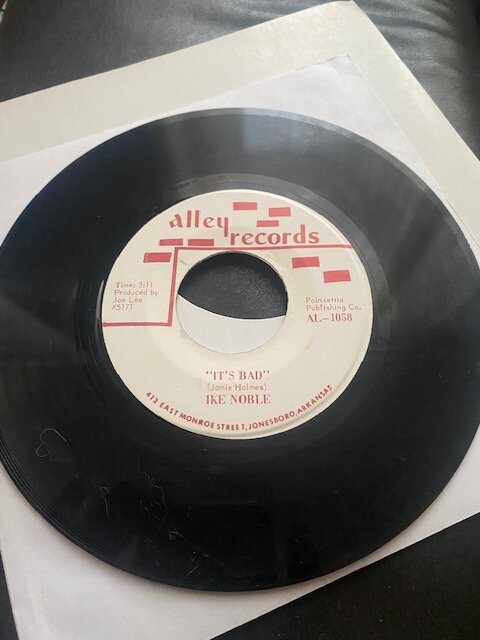 alley
records
Time: 3:11
Produced by
Joe Lee
#5171
Poinsettia
Publishing Co.
AL-1058
"IT'S BAD"
(Jamie Holmes)
IKE NOBLE
413 EAST MONROE STREET, JONESBORO, ARKANSAS